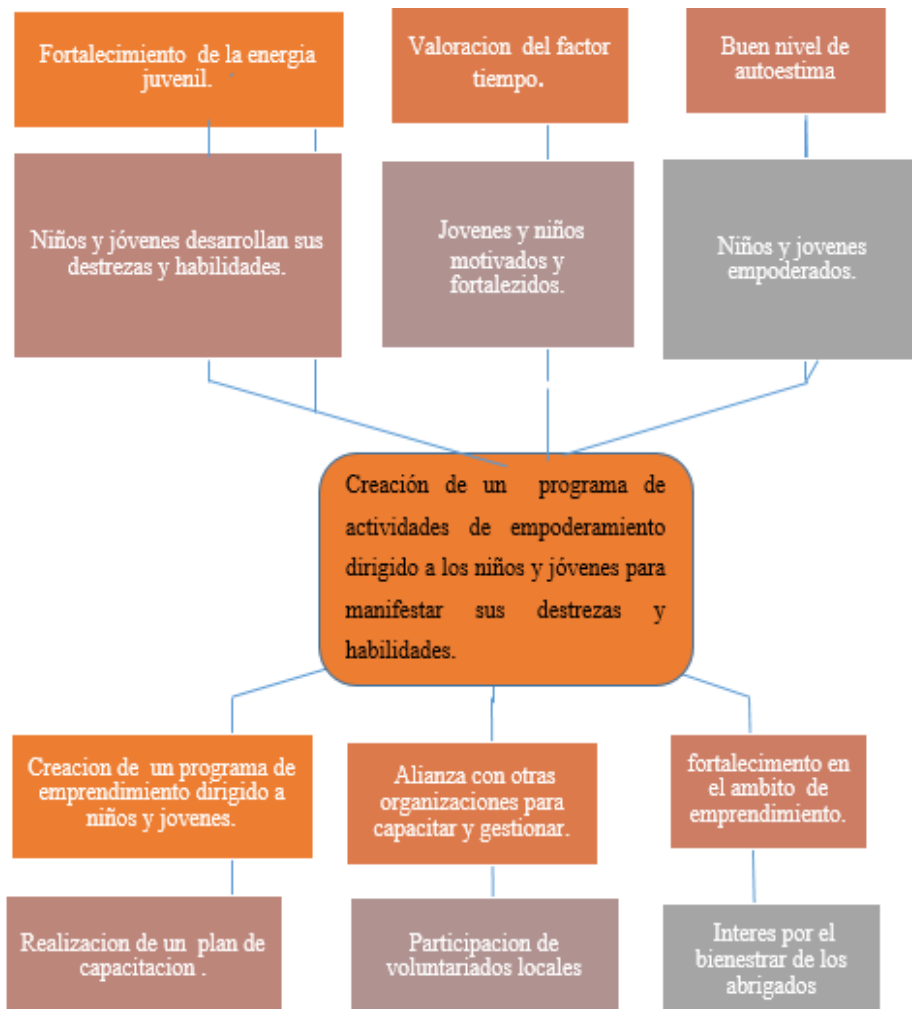 Fortalecimiento de la energia
juvenil.
Valoracion del factor
tiempo.
Buen nivel de
autoestima
Niños y jóvenes desarrollan sus
destrezas y habilidades.
Jovenes y niños
motivados y
fortalezidos.
Niños y jovenes
empoderados.
Creación de un programa de
actividades de empoderamiento
dirigido a los niños y jóvenes para
manifestar sus destrezas y
habilidades.
Creacion de un programa de
emprendimiento dirigido a
niños y jovenes.
Alianza con otras
organizaciones para
capacitar y gestionar.
fortalecimento en
el ambito de
emprendimiento.
Realizacion de un plan de
capacitacion .
Participacion de
voluntariados locales
Interes por el
bienestrar de los
abrigados